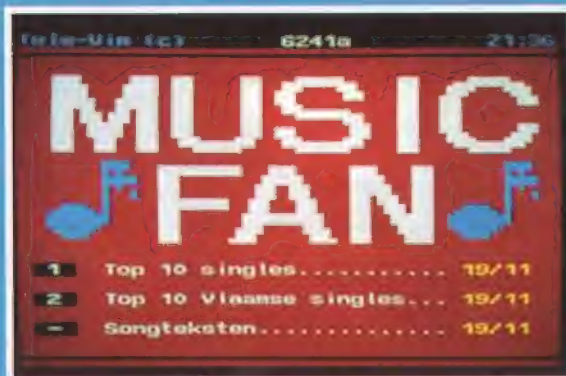 Tele-Vim (c) 6241a 21:36
MUSIC
FAN
1 Top 10 singles........... 19/11
2 Top 10 Vlaamse singles... 19/11
- Songteksten.............. 19/11